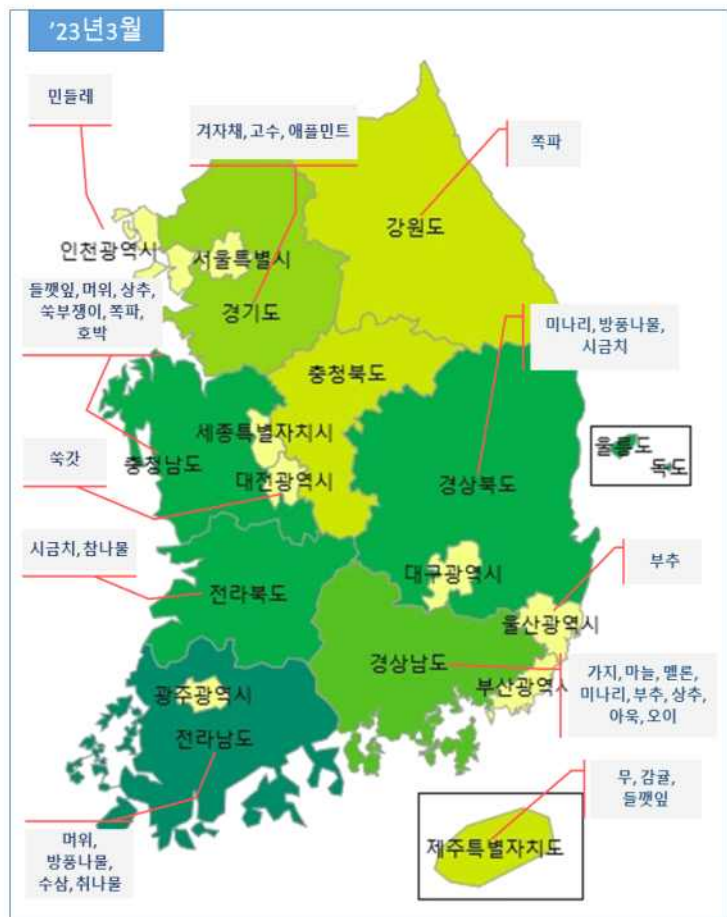 '23년3월
민들레
겨자채, 고수, 애플민트
쪽파
강원도
인천광역시
서울특별시
경기도
들깻잎, 머위, 상추,
쑥부쟁이, 쪽파,
호박
미나리, 방풍나물,
시금치
충청북도
세종특별자치시
충청남도
대전광역시
경상북도
울릉도
독도
쑥갓
시금치, 참나물
부추
대구광역시
전라북도
울산광역시
경상남도
부산광역시
가지, 마늘, 멜론,
미나리, 부추, 상추,
아욱, 오이
광주광역시
전라남도
무, 감귤,
들깻잎
제주특별자치도
머위,
방풍나물,
수삼, 취나물